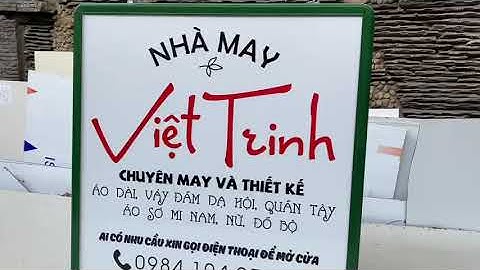 NHÀ MAY
Việt Trinh
CHUYÊN MAY VÀ THIẾT KẾ
ÁO DÀI, VÁY ĐẦM DẠ HỘI, QUẦN TÂY
ÁO SƠ MI NAM, NỮ, ĐỒ BỘ
AI CÓ NHU CẦU XIN GỌI ĐIỆN THOẠI ĐỂ MỞ CỬA
0984